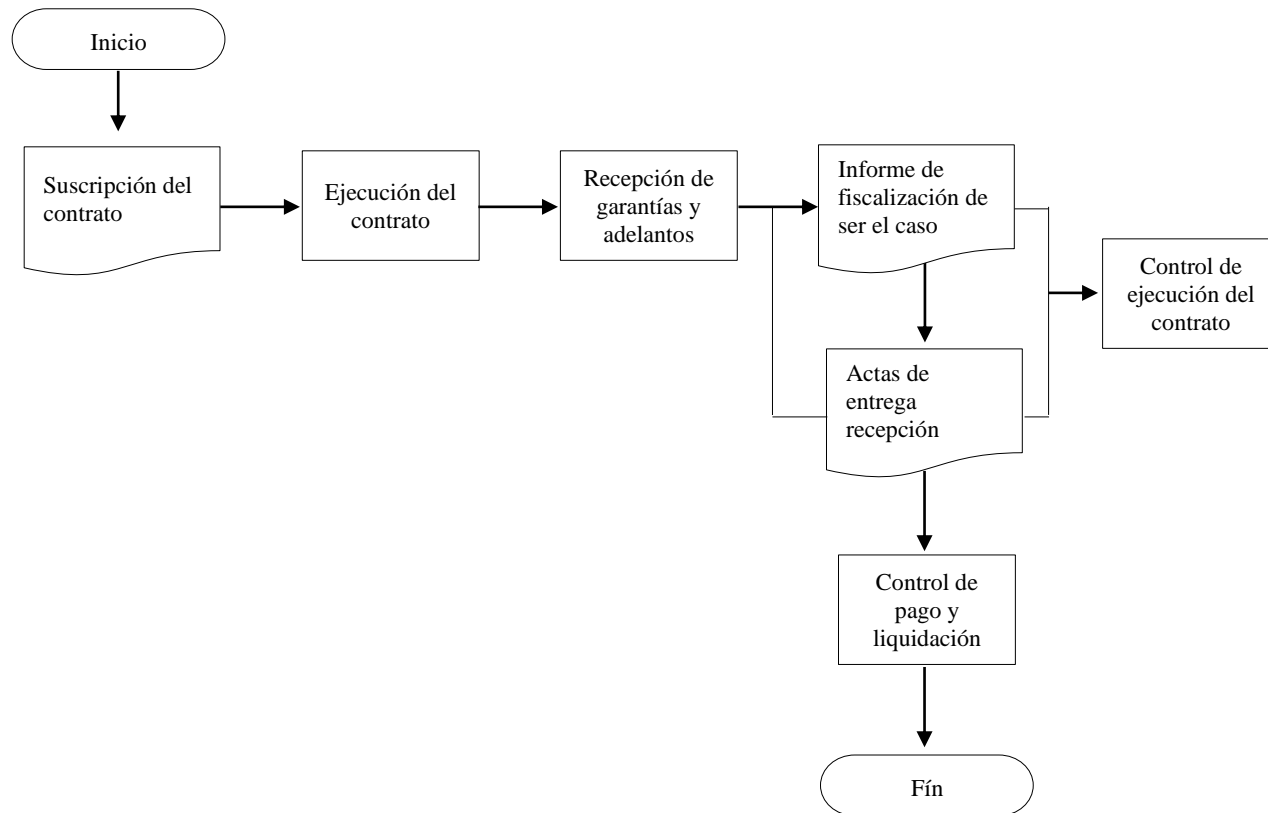 Inicio
Suscripción del
contrato
Ejecución del
contrato
Recepción de
garantías y
adelantos
Informe de
fiscalización de
ser el caso
Control de
ejecución del
contrato
Actas de
entrega
recepción
Control de
pago y
liquidación
Fín